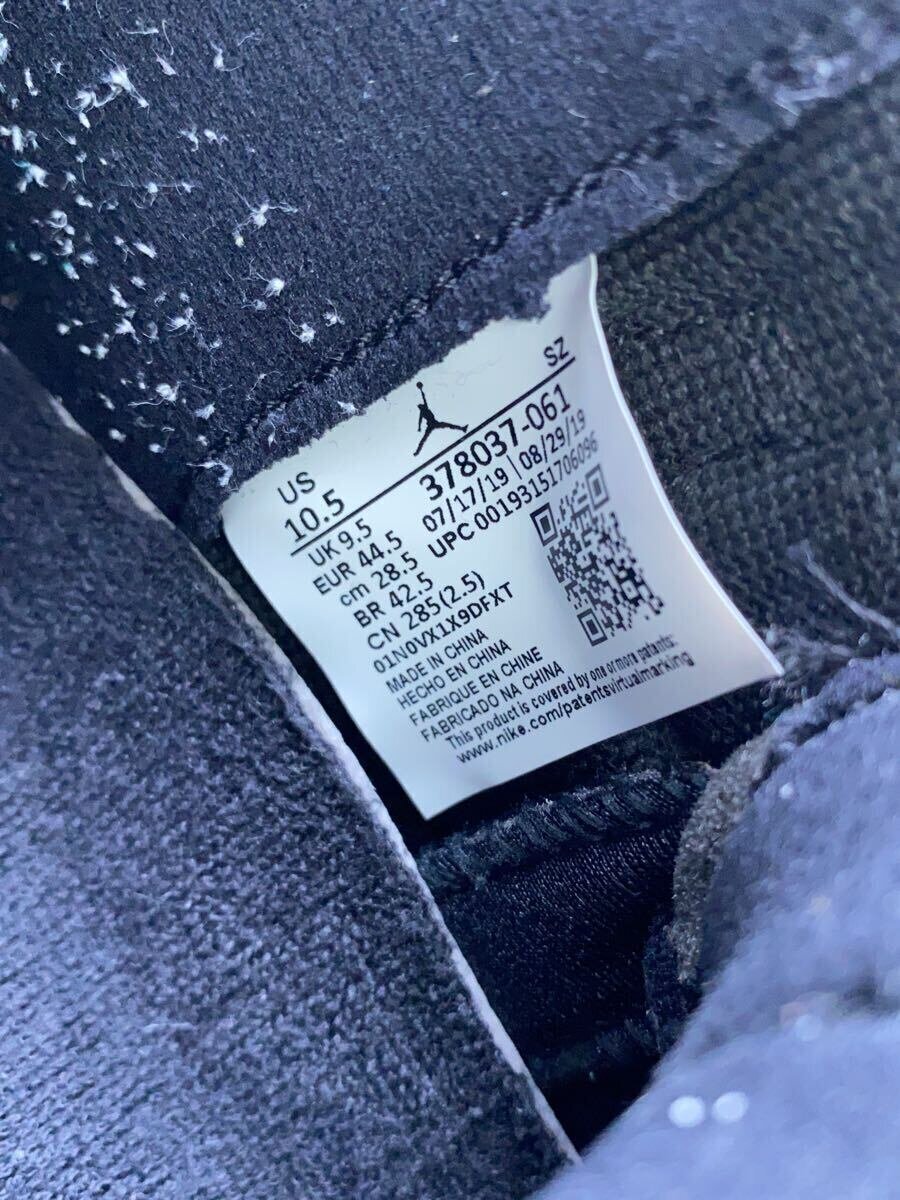 US
10.5
SZ
UK 9.5
EUR 44.5
cm 28.5
BR 42.5
CN 285(2.5)
378037-061
07/17/19 | 08/29/19
UPC 00193151706096
01N0VX1X9DFXT
MADE IN CHINA
HECHO EN CHINA
FABRIQUE EN CHINE
FABRICADO NA CHINA
This product is covered by one or more patents:
www.nike.com/patentsvirtualmarking